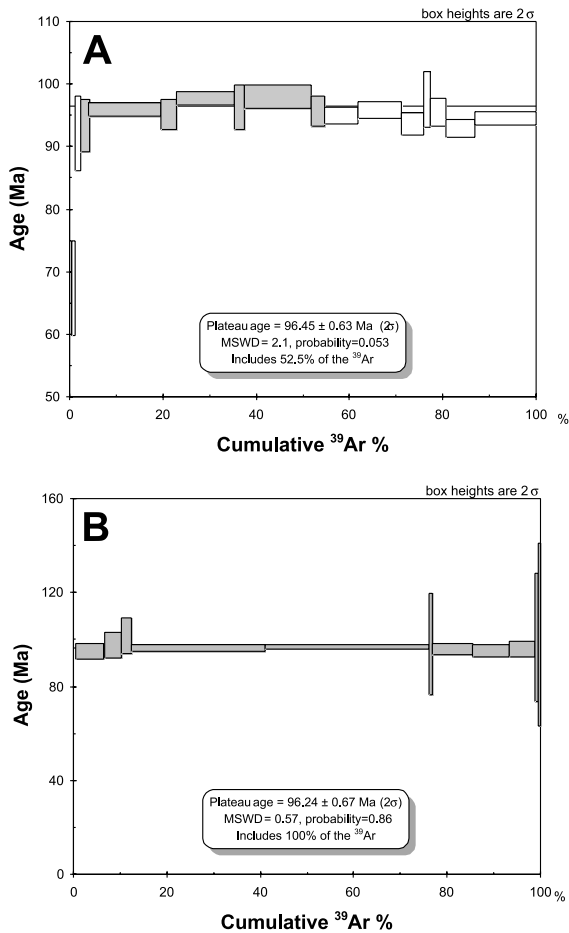 box heights are 2σ
A
110
100
90
80
70
60
50
Age (Ma)
Plateau age = 96.45 ± 0.63 Ma (2σ)
MSWD = 2.1, probability=0.053
Includes 52.5% of the ³⁹Ar
0 20 40 60 80 100 %
Cumulative ³⁹Ar %
box heights are 2σ
B
160
120
80
40
0
Age (Ma)
Plateau age = 96.24 ± 0.67 Ma (2σ)
MSWD = 0.57, probability=0.86
Includes 100% of the ³⁹Ar
0 20 40 60 80 100 %
Cumulative ³⁹Ar %